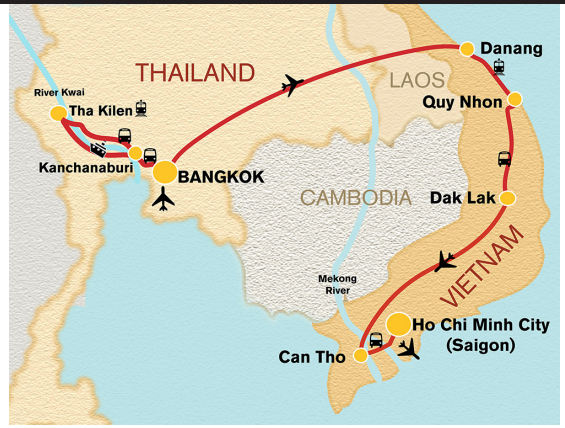 Danang
THAILAND
LAOS
River Kwai
Quy Nhon
Tha Kilen
Kanchanaburi
BANGKOK
CAMBODIA
Dak Lak
VIETNAM
Mekong
River
Ho Chi Minh City
(Saigon)
Can Tho